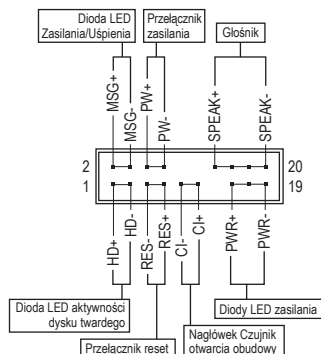 Dioda LED
Zasilania/Uśpienia
Przełącznik
zasilania
Głośnik
MSG+
MSG-
PW+
PW-
SPEAK+
SPEAK-
2
20
1
19
HD+
HD-
RES-
RES+
CI-
CI+
PWR+
PWR-
Dioda LED aktywności
dysku twardego
Diody LED zasilania
Przełącznik reset
Nagłówek Czujnik
otwarcia obudowy